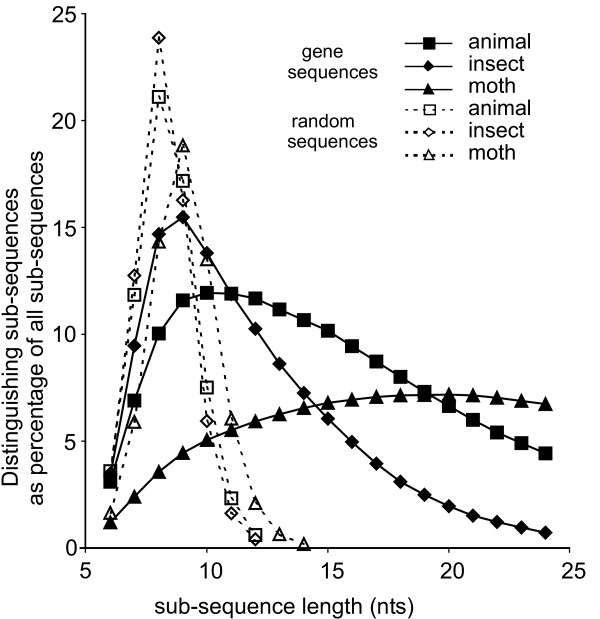 Distinguishing sub-sequences
as percentage of all sub-sequences
25
20
15
10
5
0
gene
sequences
animal
insect
moth
random
sequences
animal
insect
moth
5
10
15
20
25
sub-sequence length (nts)